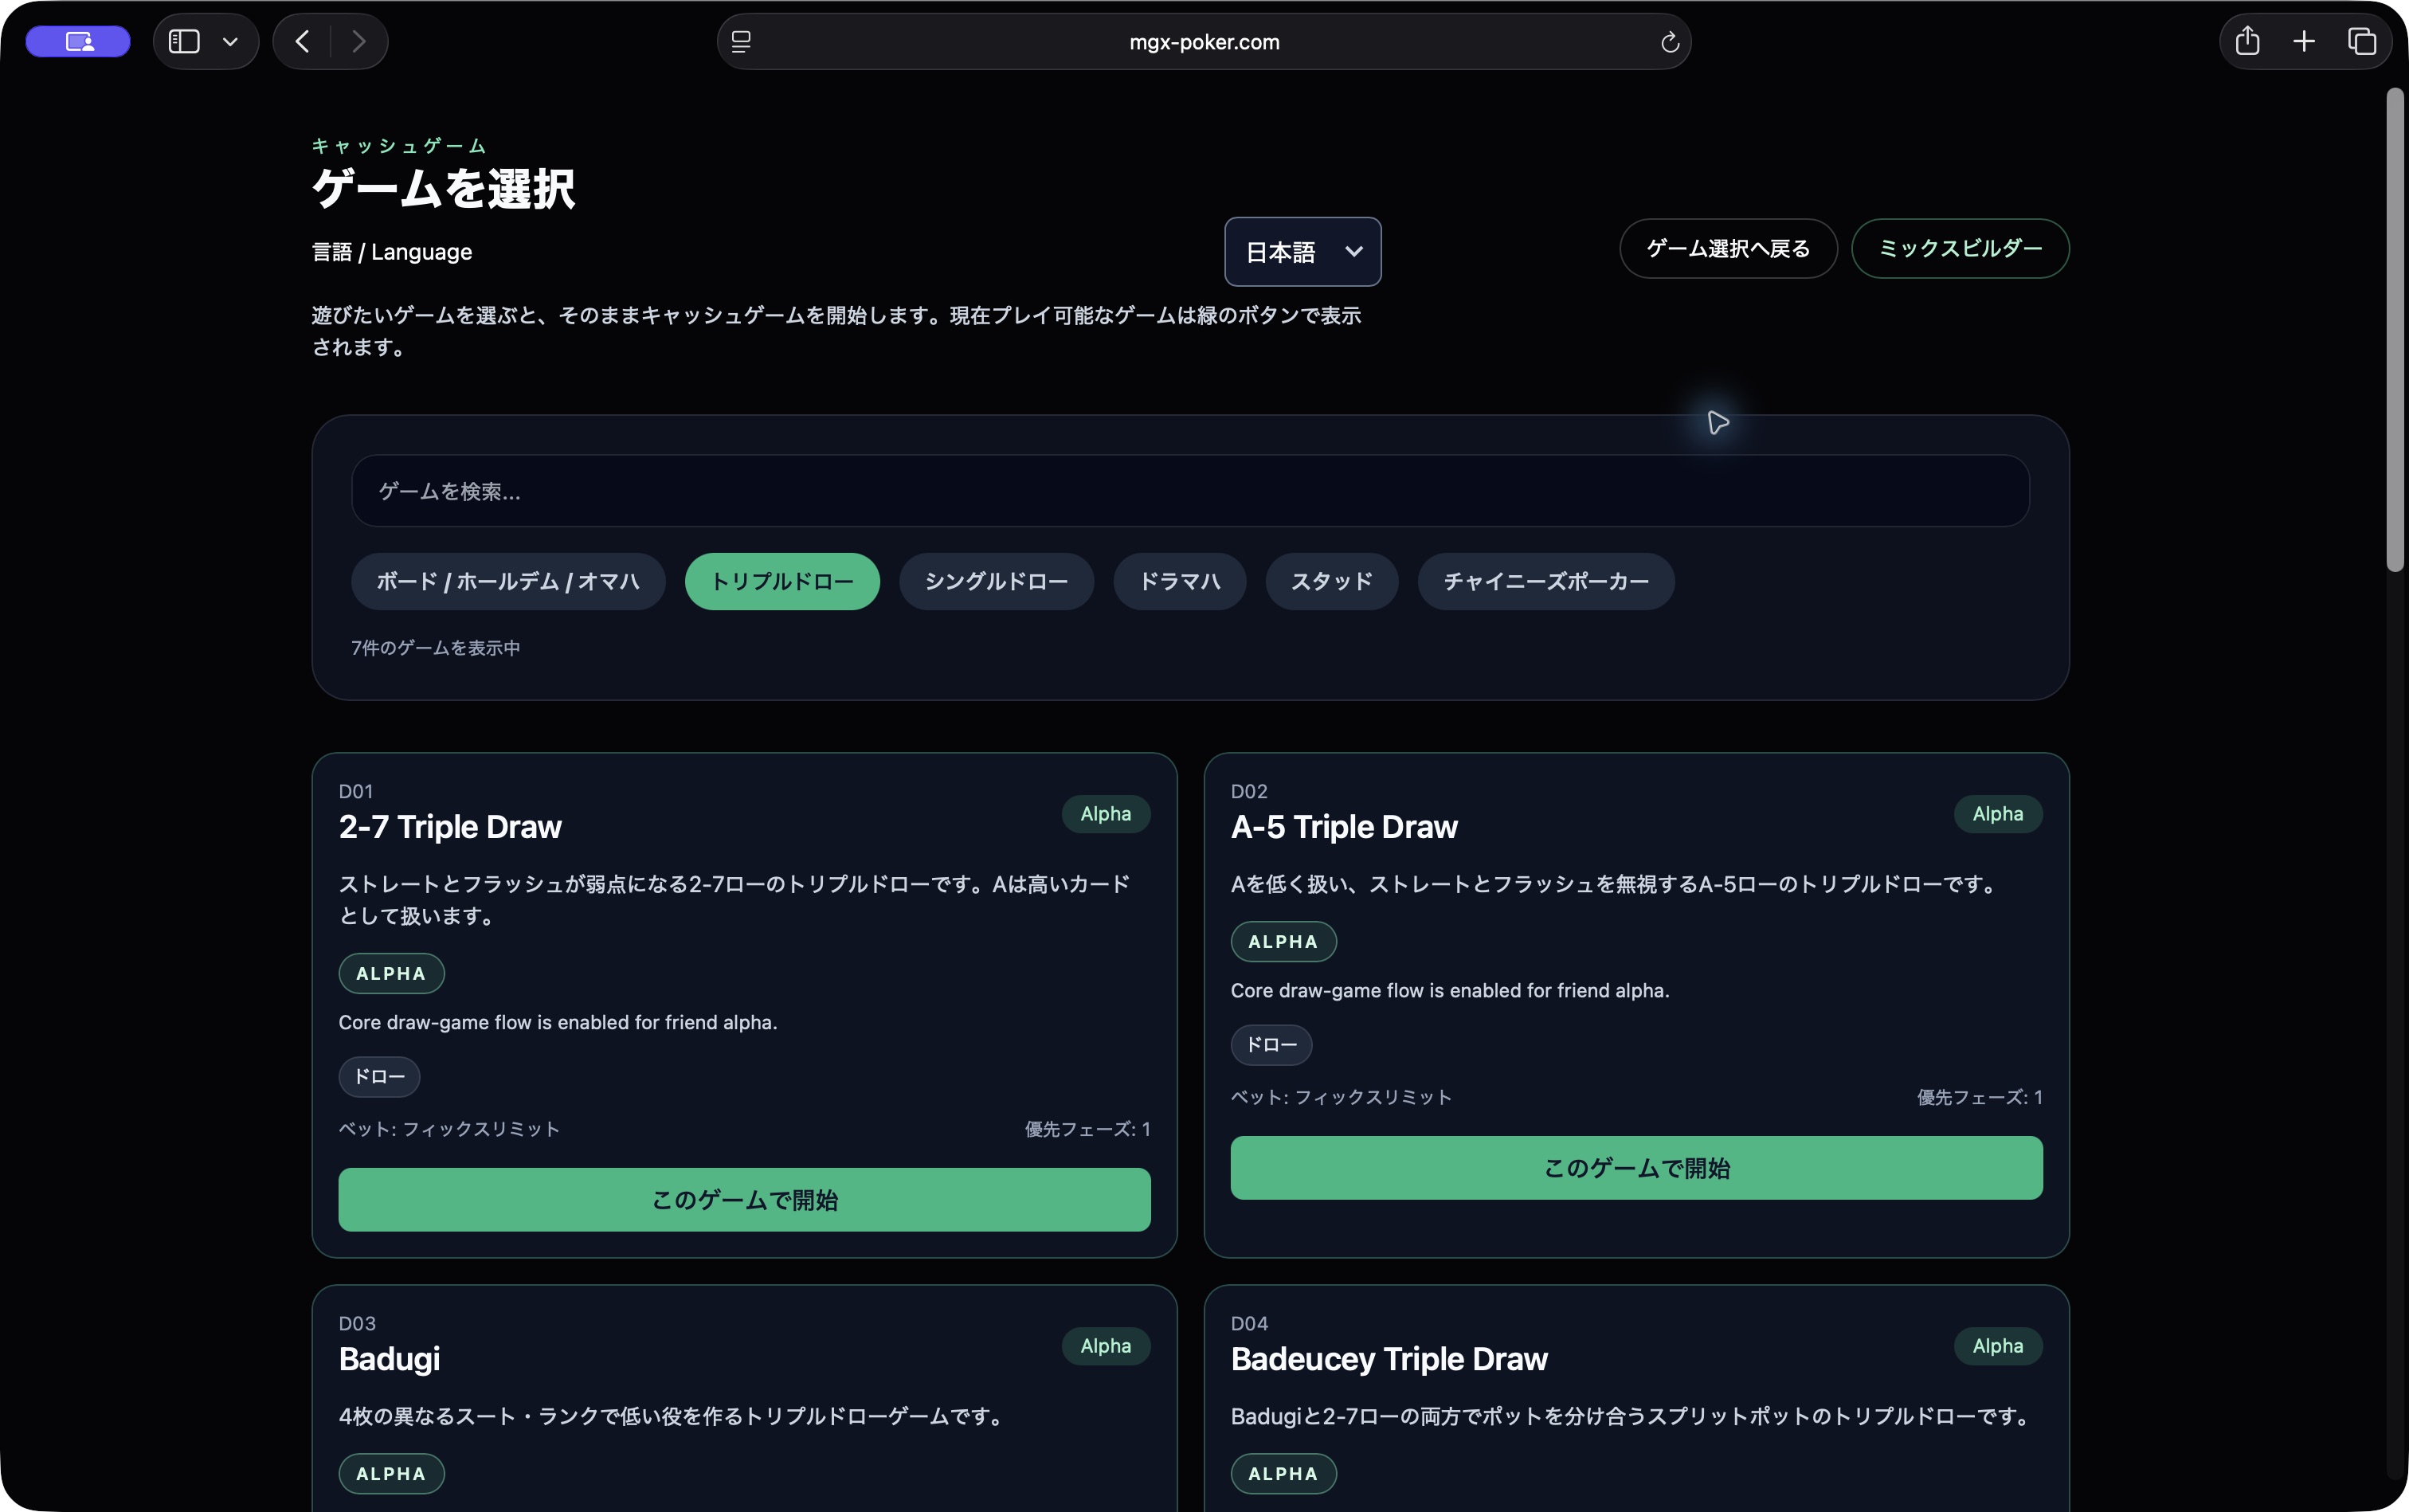 mgx-poker.com
キャッシュゲーム
ゲームを選択
言語 / Language
日本語
ゲーム選択へ戻る
ミックスビルダー
遊びたいゲームを選ぶと、そのままキャッシュゲームを開始します。現在プレイ可能なゲームは緑のボタンで表示
されます。
ゲームを検索...
ボード / ホールデム / オマハ
トリプルドロー
シングルドロー
ドラマハ
スタッド
チャイニーズポーカー
7件のゲームを表示中
D01
2-7 Triple Draw
Alpha
ストレートとフラッシュが弱点になる2-7ローのトリプルドローです。Aは高いカード
として扱います。
ALPHA
Core draw-game flow is enabled for friend alpha.
ドロー
ベット: フィックスリミット
優先フェーズ: 1
このゲームで開始
D02
A-5 Triple Draw
Alpha
Aを低く扱い、ストレートとフラッシュを無視するA-5ローのトリプルドローです。
ALPHA
Core draw-game flow is enabled for friend alpha.
ドロー
ベット: フィックスリミット
優先フェーズ: 1
このゲームで開始
D03
Badugi
Alpha
4枚の異なるスート・ランクで低い役を作るトリプルドローゲームです。
ALPHA
D04
Badeucey Triple Draw
Alpha
Badugiと2-7ローの両方でポットを分け合うスプリットポットのトリプルドローです。
ALPHA